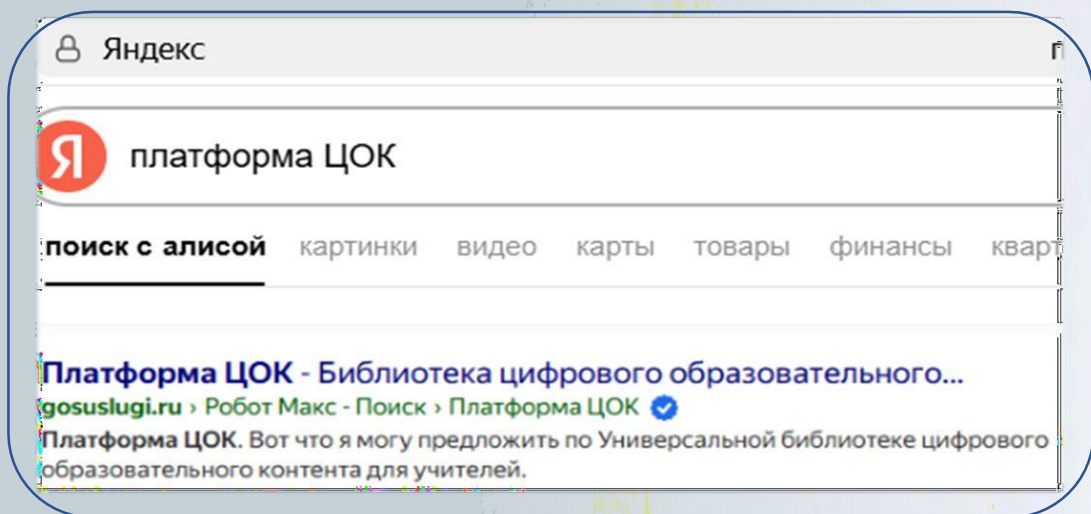 Яндекс
Я платформа ЦОК
поиск с алисой картинки видео карты товары финансы кварт
Платформа ЦОК - Библиотека цифрового образовательного...
gosuslugi.ru › Робот Макс - Поиск › Платформа ЦОК
Платформа ЦОК. Вот что я могу предложить по Универсальной библиотеке цифрового
образовательного контента для учителей.